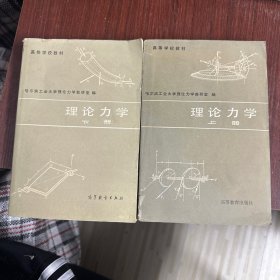 高等学校教材
哈尔滨工业大学理论力学教研室 编
理论力学
下册
高等教育出版社
高等学校教材
哈尔滨工业大学理论力学教研室 编
理论力学
上册
高等教育出版社